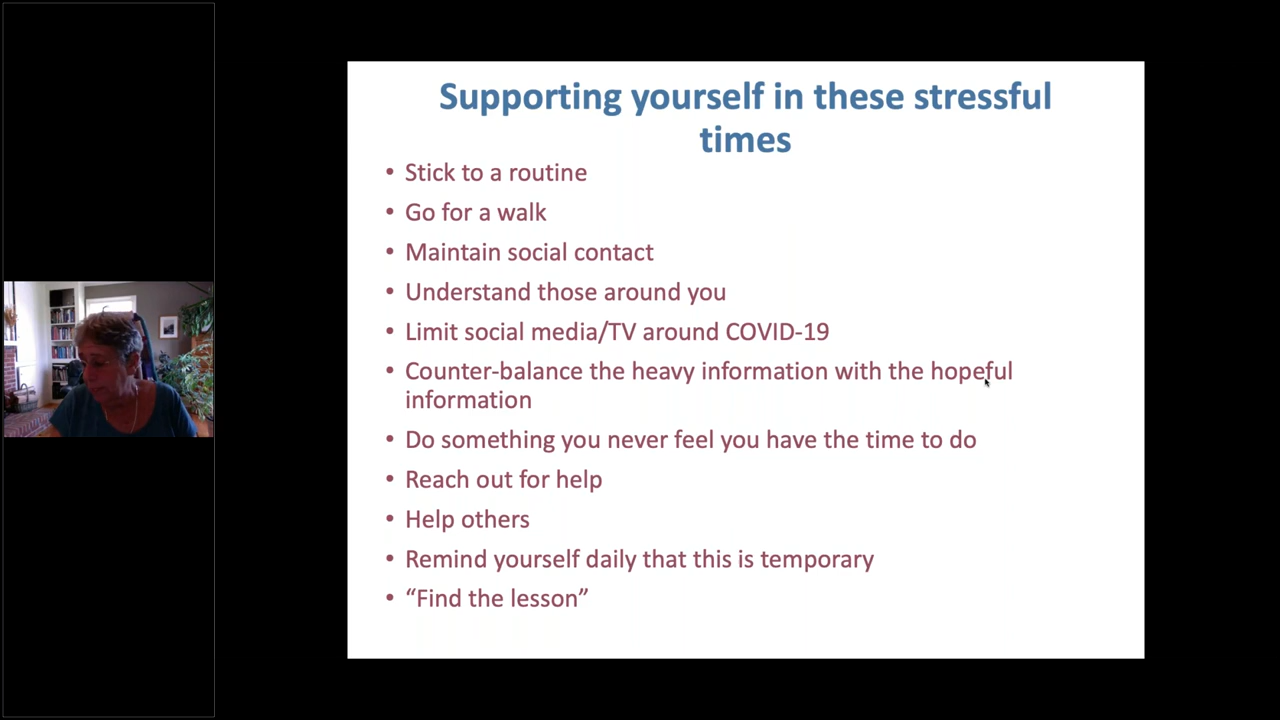 Supporting yourself in these stressful
times
• Stick to a routine
• Go for a walk
• Maintain social contact
• Understand those around you
• Limit social media/TV around COVID-19
• Counter-balance the heavy information with the hopeful
information
• Do something you never feel you have the time to do
• Reach out for help
• Help others
• Remind yourself daily that this is temporary
• “Find the lesson”